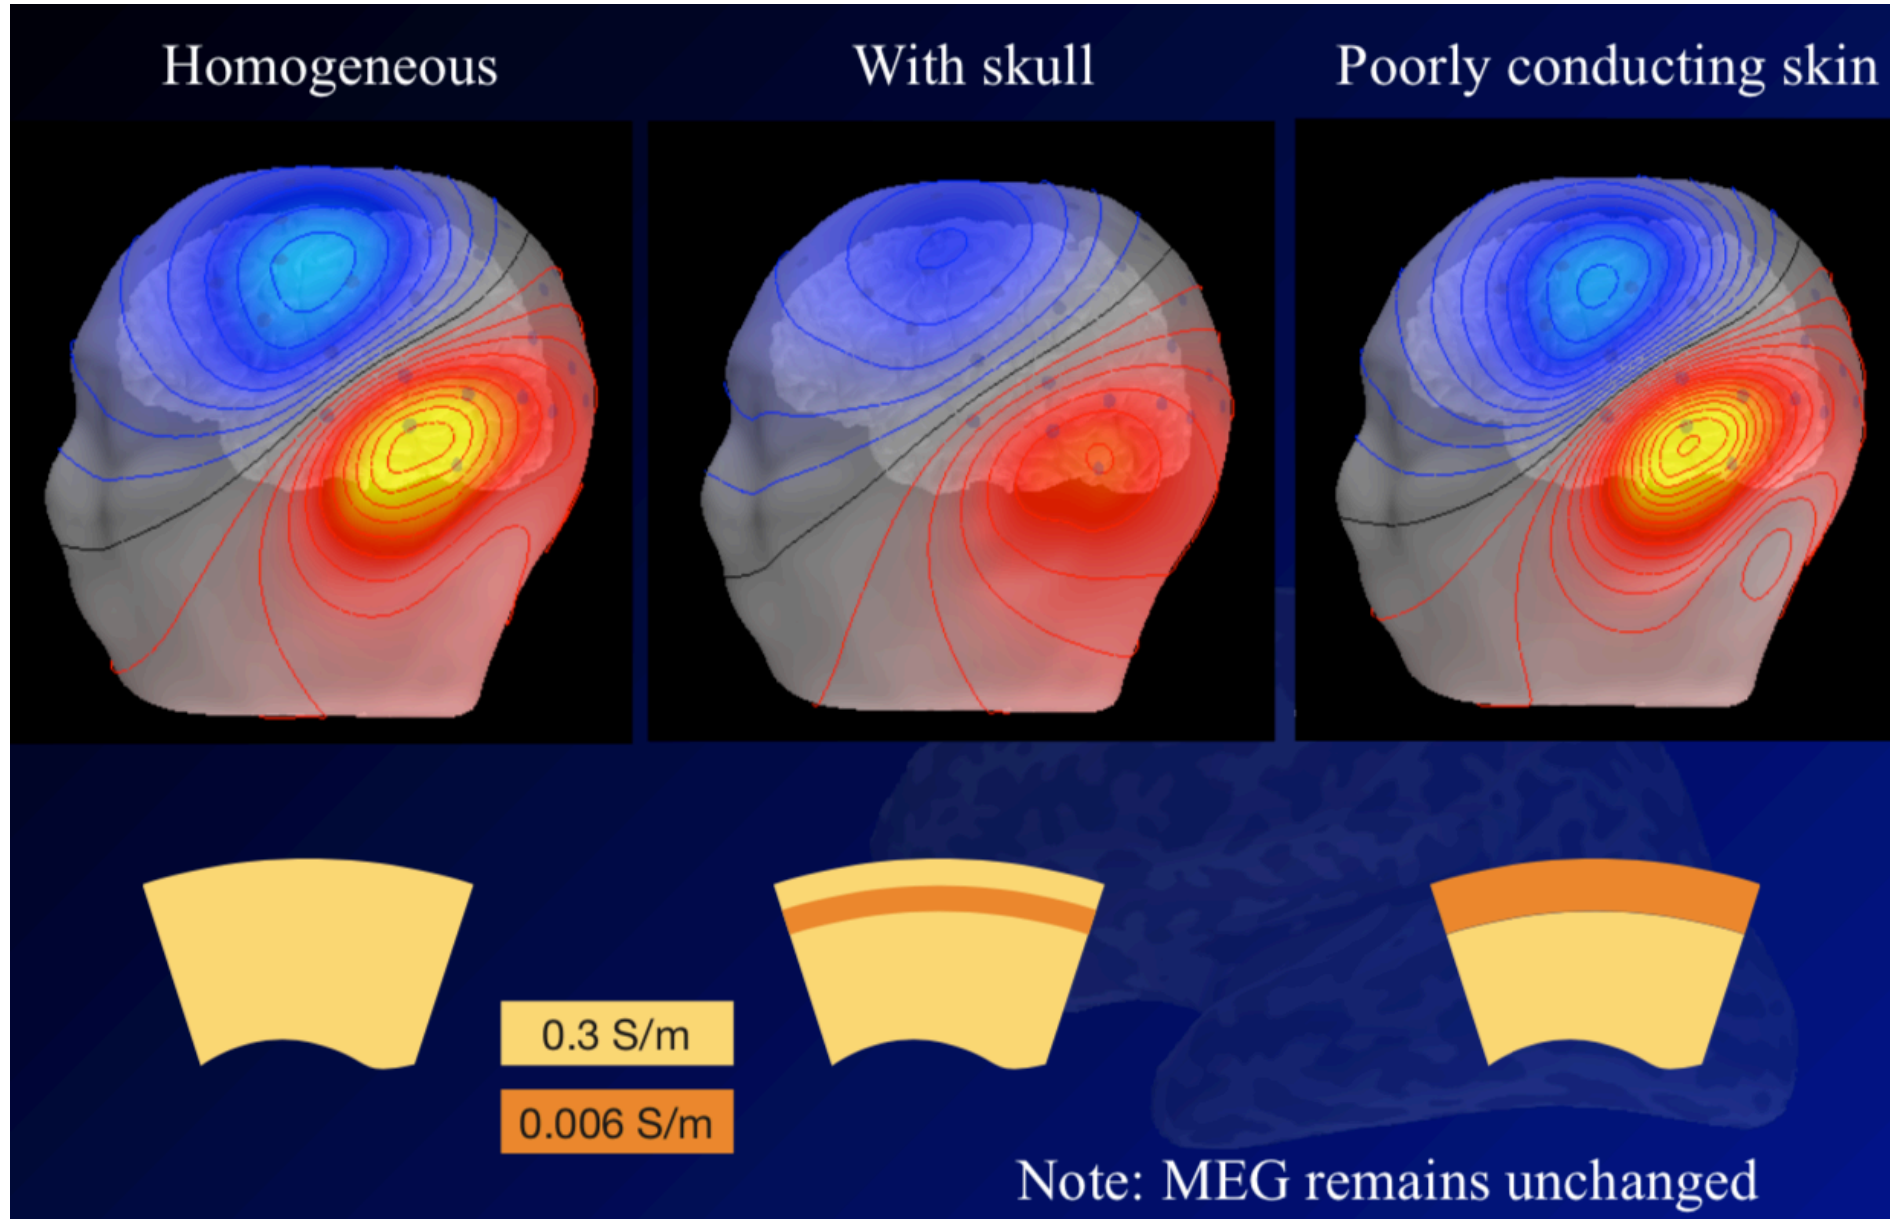 Homogeneous
With skull
Poorly conducting skin
0.3 S/m
0.006 S/m
Note: MEG remains unchanged